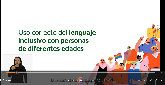 Uso correcto del lenguaje
inclusivo con personas
de diferentes edades